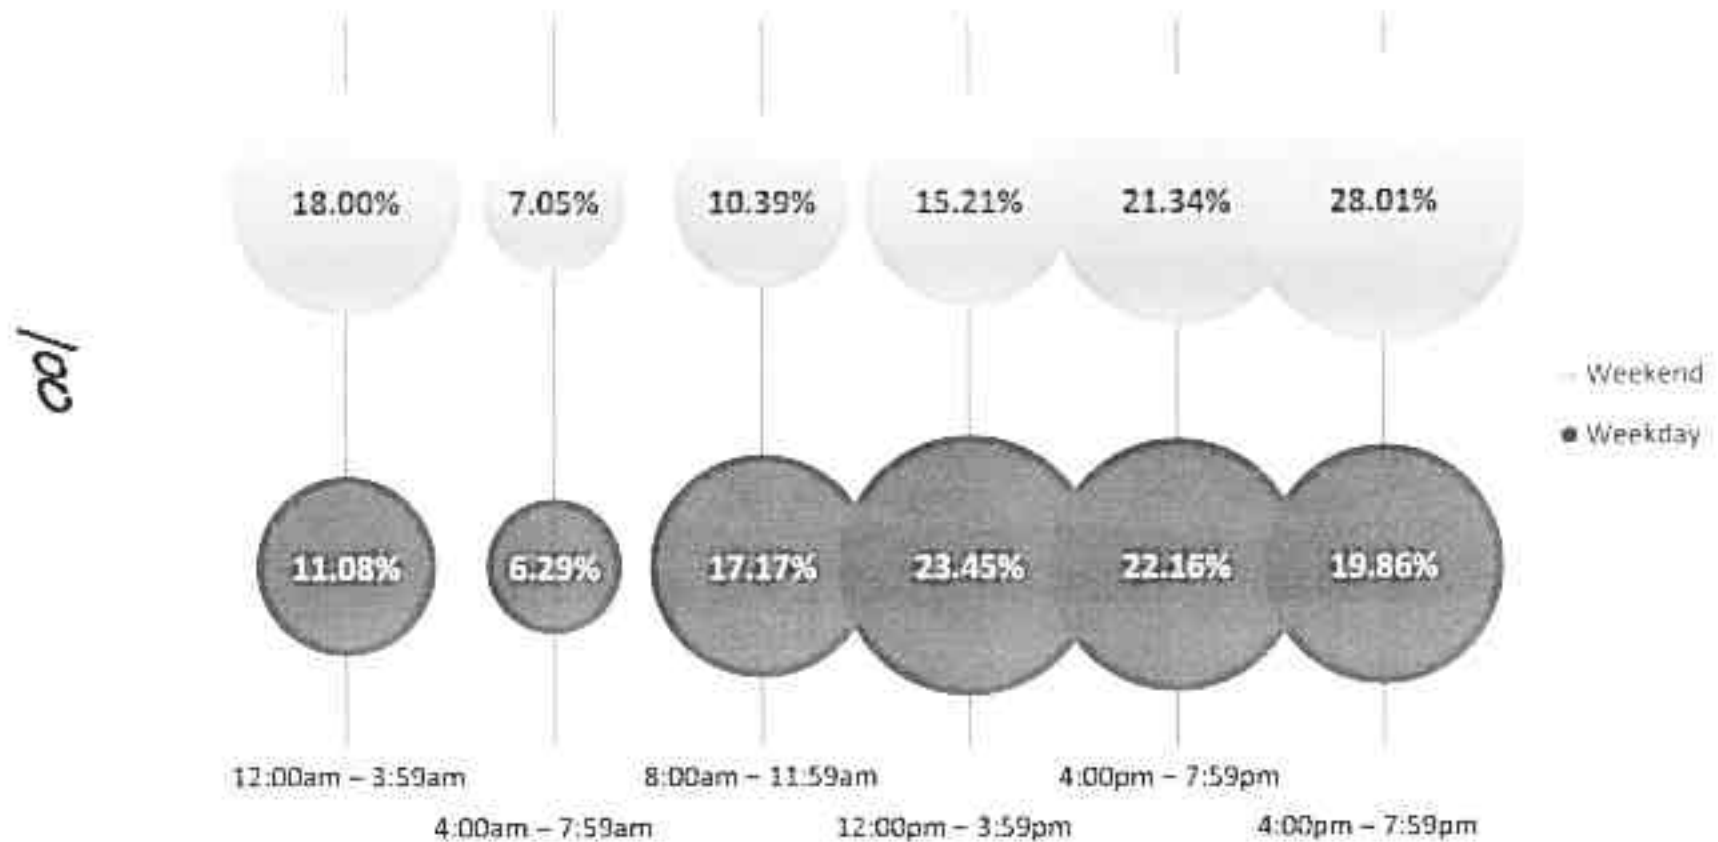 18.00% 7.05% 10.39% 15.21% 21.34% 28.01%
100
Weekend
Weekday
11.08% 6.29% 17.17% 23.45% 22.16% 19.86%
12:00am – 3:59am 8:00am – 11:59am 4:00pm – 7:59pm
4:00am – 7:59am 12:00pm – 3:59pm 4:00pm – 7:59pm